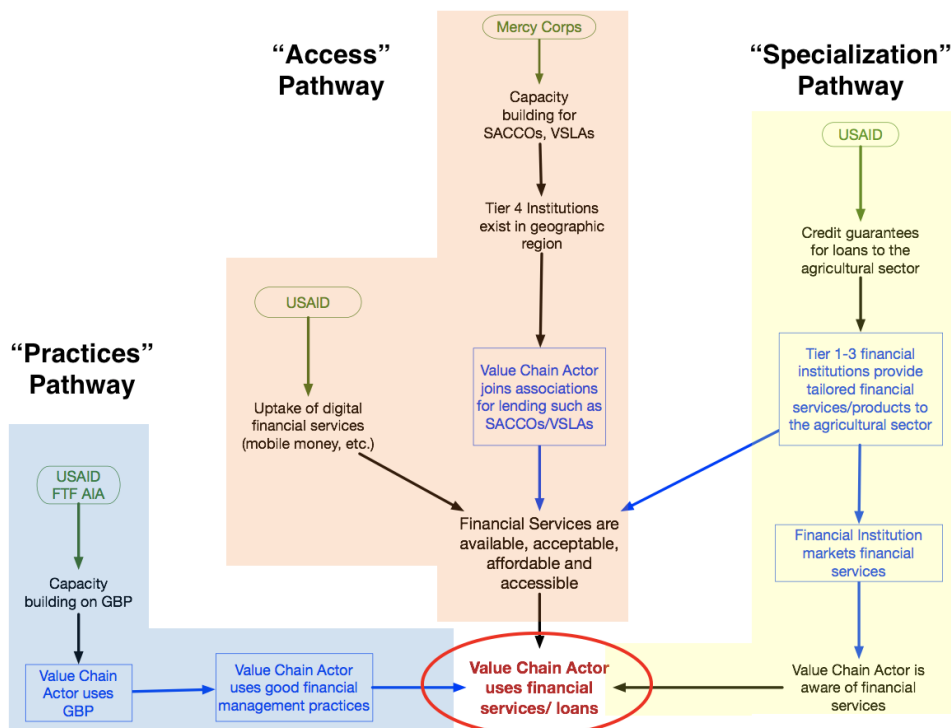 Mercy Corps
"Access"
Pathway
"Specialization"
Pathway
Capacity
building for
SACCOs, VSLAs
USAID
Tier 4 Institutions
exist in geographic
region
Credit guarantees
for loans to the
agricultural sector
USAID
"Practices"
Pathway
Value Chain Actor
joins associations
for lending such as
SACCOs/VSLAs
Tier 1-3 financial
institutions provide
tailored financial
services/products to
the agricultural sector
Uptake of digital
financial services
(mobile money, etc.)
USAID
FTF AIA
Financial Services are
available, acceptable,
affordable and
accessible
Financial Institution
markets financial
services
Capacity
building on GBP
Value Chain
Actor uses
GBP
Value Chain Actor
uses good financial
management practices
Value Chain Actor
uses financial
services/ loans
Value Chain Actor is
aware of financial
services